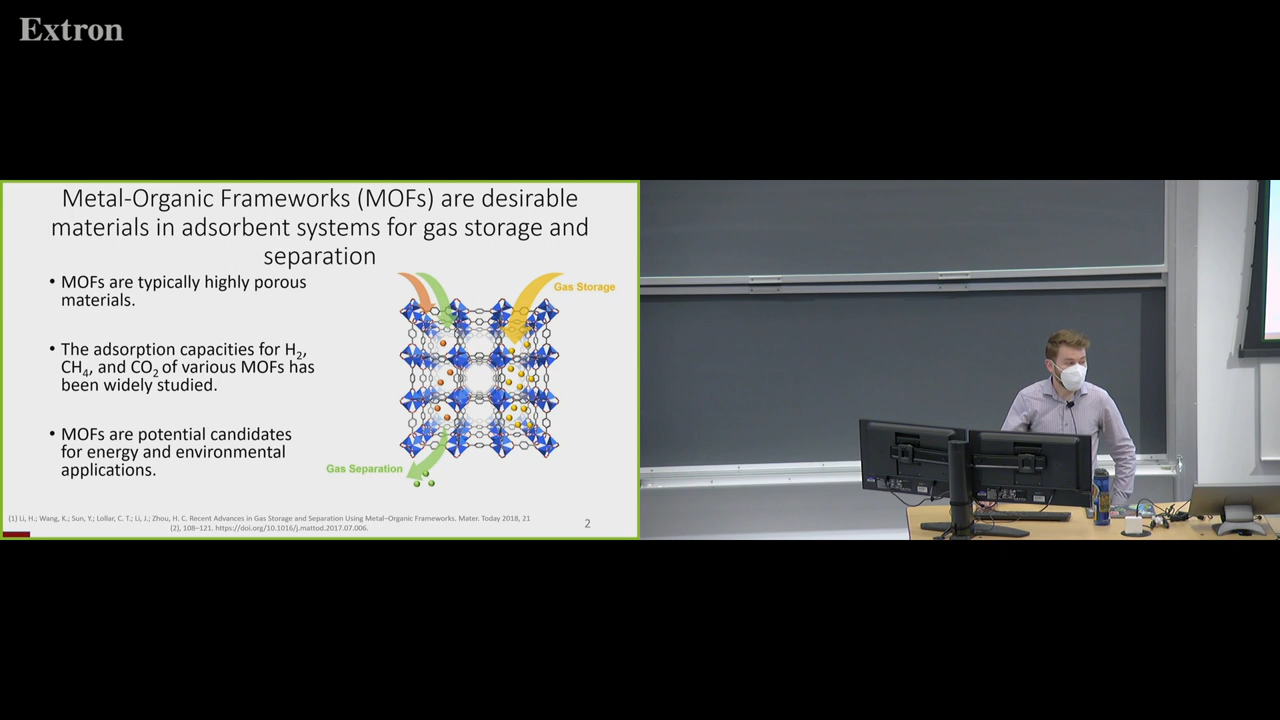 Extron
Metal-Organic Frameworks (MOFs) are desirable
materials in adsorbent systems for gas storage and
separation
• MOFs are typically highly porous
materials.
• The adsorption capacities for H2,
CH4, and CO2 of various MOFs has
been widely studied.
• MOFs are potential candidates
for energy and environmental
applications.
Gas Storage
Gas Separation
(1) Li, H.; Wang, K.; Sun, Y.; Lollar, C. T.; Li, J.; Zhou, H. C. Recent Advances in Gas Storage and Separation Using Metal–Organic Frameworks. Mater. Today 2018, 21
(2), 108–121. https://doi.org/10.1016/j.mattod.2017.07.006.
2